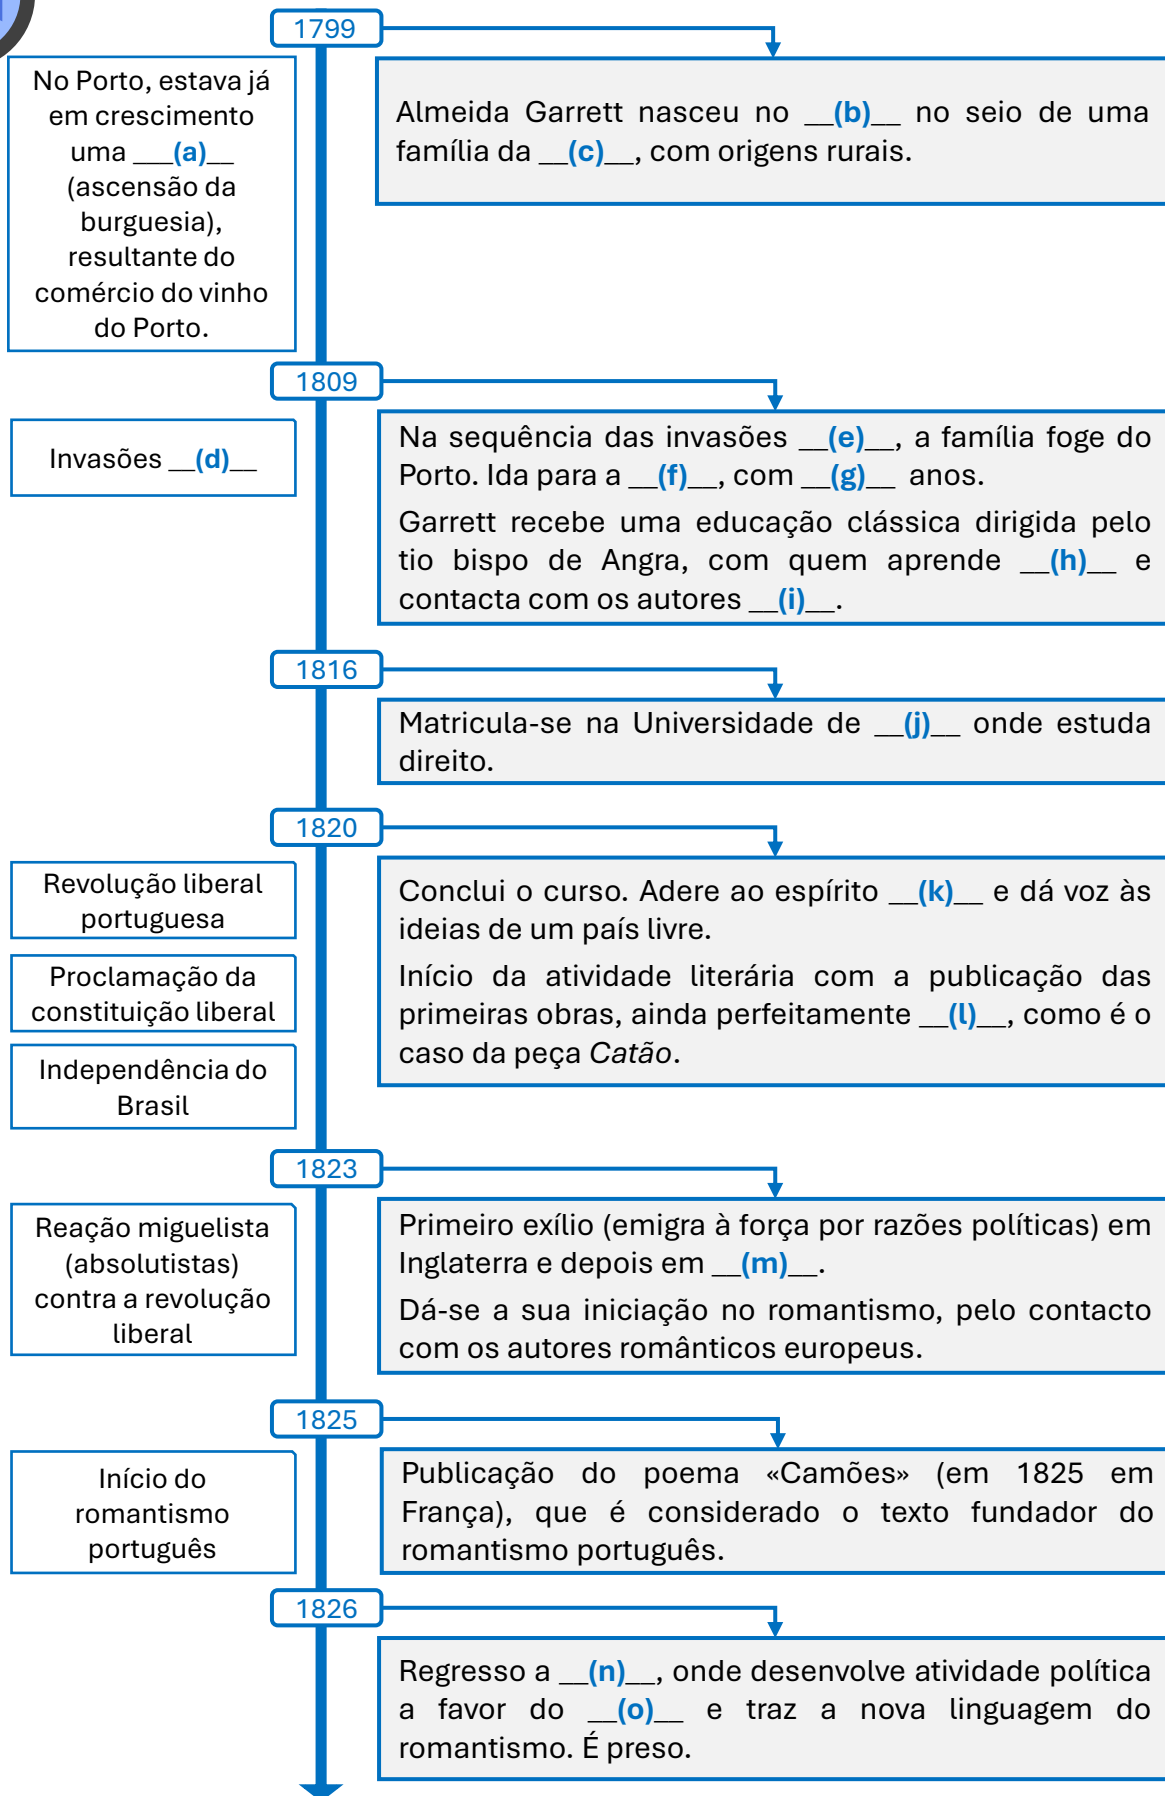 1799
No Porto, estava já
em crescimento
uma ___(a)__
(ascensão da
burguesia),
resultante do
comércio do vinho
do Porto.
Almeida Garrett nasceu no __(b)__ no seio de uma
família da __(c)__, com origens rurais.
1809
Invasões __(d)__
Na sequência das invasões __(e)__, a família foge do
Porto. Ida para a __(f)__, com __(g)__ anos.
Garrett recebe uma educação clássica dirigida pelo
tio bispo de Angra, com quem aprende __(h)__ e
contacta com os autores __(i)__.
1816
Matricula-se na Universidade de __(j)__ onde estuda
direito.
1820
Revolução liberal
portuguesa
Proclamação da
constituição liberal
Independência do
Brasil
Conclui o curso. Adere ao espírito __(k)__ e dá voz às
ideias de um país livre.
Início da atividade literária com a publicação das
primeiras obras, ainda perfeitamente __(l)__, como é o
caso da peça Catão.
1823
Reação miguelista
(absolutistas)
contra a revolução
liberal
Primeiro exílio (emigra à força por razões políticas) em
Inglaterra e depois em __(m)__.
Dá-se a sua iniciação no romantismo, pelo contacto
com os autores românticos europeus.
1825
Início do
romantismo
português
Publicação do poema «Camões» (em 1825 em
França), que é considerado o texto fundador do
romantismo português.
1826
Regresso a __(n)__, onde desenvolve atividade política
a favor do __(o)__ e traz a nova linguagem do
romantismo. É preso.